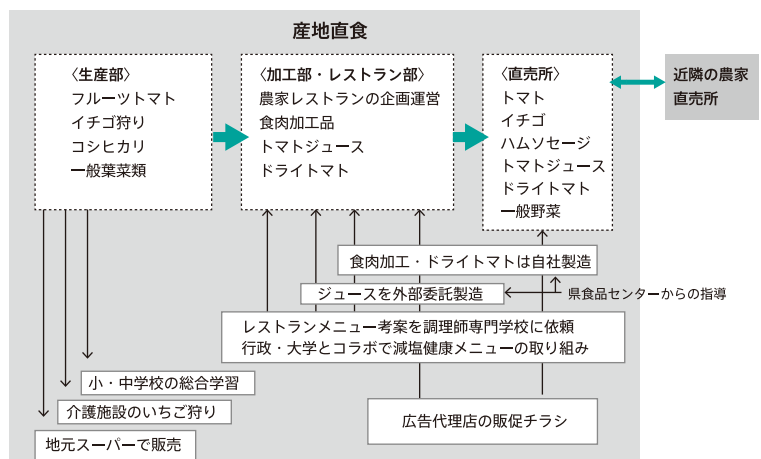 産地直食
〈生産部〉
フルーツトマト
イチゴ狩り
コシヒカリ
一般葉菜類
〈加工部・レストラン部〉
農家レストランの企画運営
食肉加工品
トマトジュース
ドライトマト
〈直売所〉
トマト
イチゴ
ハムソセージ
トマトジュース
ドライトマト
一般野菜
近隣の農家
直売所
食肉加工・ドライトマトは自社製造
ジュースを外部委託製造
県食品センターからの指導
レストランメニュー考案を調理師専門学校に依頼
行政・大学とコラボで減塩健康メニューの取り組み
小・中学校の総合学習
介護施設のいちご狩り
地元スーパーで販売
広告代理店の販促チラシ